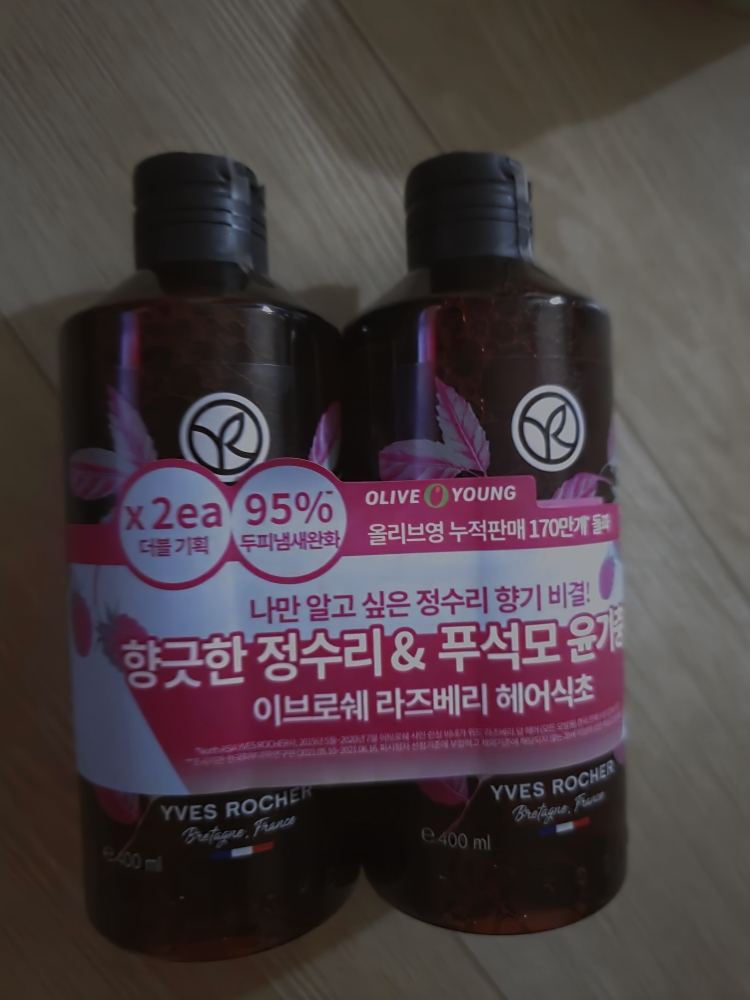 x 2ea
더블 기획
95%
두피냄새완화
OLIVE YOUNG
올리브영 누적판매 170만개 돌파
나만 알고 싶은 정수리 향기 비결!
향긋한 정수리 & 푸석모 윤기
이브로쉐 라즈베리 헤어식초
YVES ROCHER
Bretagne, France
℮ 400 ml
YVES ROCHER
Bretagne, France
℮ 400 ml